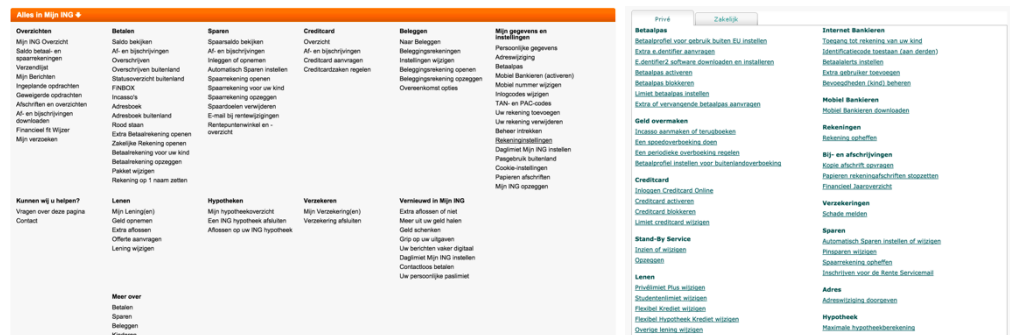 Alles in Mijn ING
Overzichten
Mijn ING Overzicht
Saldo betaal- en
spaarrekeningen
Verzendlijst
Mijn Berichten
Ingeplande opdrachten
Geweigerde opdrachten
Afschriften en overzichten
Af- en bijschrijvingen
downloaden
Financieel fit Wijzer
Mijn verzoeken
Betalen
Saldo bekijken
Af- en bijschrijvingen
Overschrijven
Overschrijven buitenland
Statusoverzicht buitenland
FINBOX
Incasso's
Adresboek
Adresboek buitenland
Rood staan
Extra Betaalrekening openen
Zakelijke Rekening openen
Betaalrekening voor uw kind
Betaalrekening opzeggen
Pakket wijzigen
Rekening op 1 naam zetten
Sparen
Spaarsaldo bekijken
Af- en bijschrijvingen
Inleggen of opnemen
Automatisch Sparen instellen
Spaarrekening openen
Spaarrekening voor uw kind
Spaarrekening opzeggen
Spaardoelen verwijderen
E-mail bij rentewijzigingen
Rentepuntenwinkel en -
overzicht
Creditcard
Overzicht
Af- en bijschrijvingen
Creditcard aanvragen
Creditcardzaken regelen
Beleggen
Naar Beleggen
Beleggingsrekeningen
Instellingen wijzigen
Beleggingsrekening openen
Beleggingsrekening opzeggen
Overeenkomst opties
Mijn gegevens en
instellingen
Persoonlijke gegevens
Adreswijziging
Betaalpas
Mobiel Bankieren (activeren)
Mobiel nummer wijzigen
Inlogcodes wijzigen
TAN- en PAC-codes
Uw rekening toevoegen
Uw rekening verwijderen
Beheer intrekken
Rekeninginstellingen
Daglimiet Mijn ING instellen
Pasgebruik buitenland
Cookie-instellingen
Papieren afschriften
Mijn ING opzeggen
Kunnen wij u helpen?
Vragen over deze pagina
Contact
Lenen
Mijn Lening(en)
Geld opnemen
Extra aflossen
Offerte aanvragen
Lening wijzigen
Hypotheken
Mijn hypotheekoverzicht
Een ING hypotheek afsluiten
Aflossen op uw ING hypotheek
Verzekeren
Mijn Verzekering(en)
Verzekering afsluiten
Vernieuwd in Mijn ING
Extra aflossen of niet
Meer uit uw geld halen
Geld schenken
Grip op uw uitgaven
Uw berichten vaker digitaal
Daglimiet Mijn ING instellen
Contactloos betalen
Uw persoonlijke paslimiet
Meer over
Betalen
Sparen
Beleggen
Privé
Zakelijk
Betaalpas
Betaalprofiel voor gebruik buiten EU instellen
Extra e.dentifier aanvragen
E.dentifier2 software downloaden en installeren
Betaalpas activeren
Betaalpas blokkeren
Limiet betaalpas instellen
Extra of vervangende betaalpas aanvragen
Geld overmaken
Incasso aanmaken of terugboeken
Een spoedoverboeking doen
Een periodieke overboeking regelen
Betaalprofiel instellen voor buitenlandoverboeking
Creditcard
Inloggen Creditcard Online
Creditcard activeren
Creditcard blokkeren
Limiet creditcard wijzigen
Stand-By Service
Inzien of wijzigen
Opzeggen
Lenen
Privélimiet Plus wijzigen
Studentenlimiet wijzigen
Flexibel Krediet wijzigen
Flexibel Hypotheek Krediet wijzigen
Overige lening wijzigen
Internet Bankieren
Toegang tot rekening van uw kind
Identificatiecode toestaan (aan derden)
Betaalalerts instellen
Extra gebruiker toevoegen
Bevoegdheden (kind) beheren
Mobiel Bankieren
Mobiel Bankieren downloaden
Rekeningen
Rekening opheffen
Bij- en afschrijvingen
Kopie afschrift opvragen
Papieren rekeningafschriften stopzetten
Financieel Jaaroverzicht
Verzekeringen
Schade melden
Sparen
Automatisch Sparen instellen of wijzigen
Pinsparen wijzigen
Spaarrekening opheffen
Inschrijven voor de Rente Servicemail
Adres
Adreswijziging doorgeven
Hypotheek
Maximale hypotheekberekening